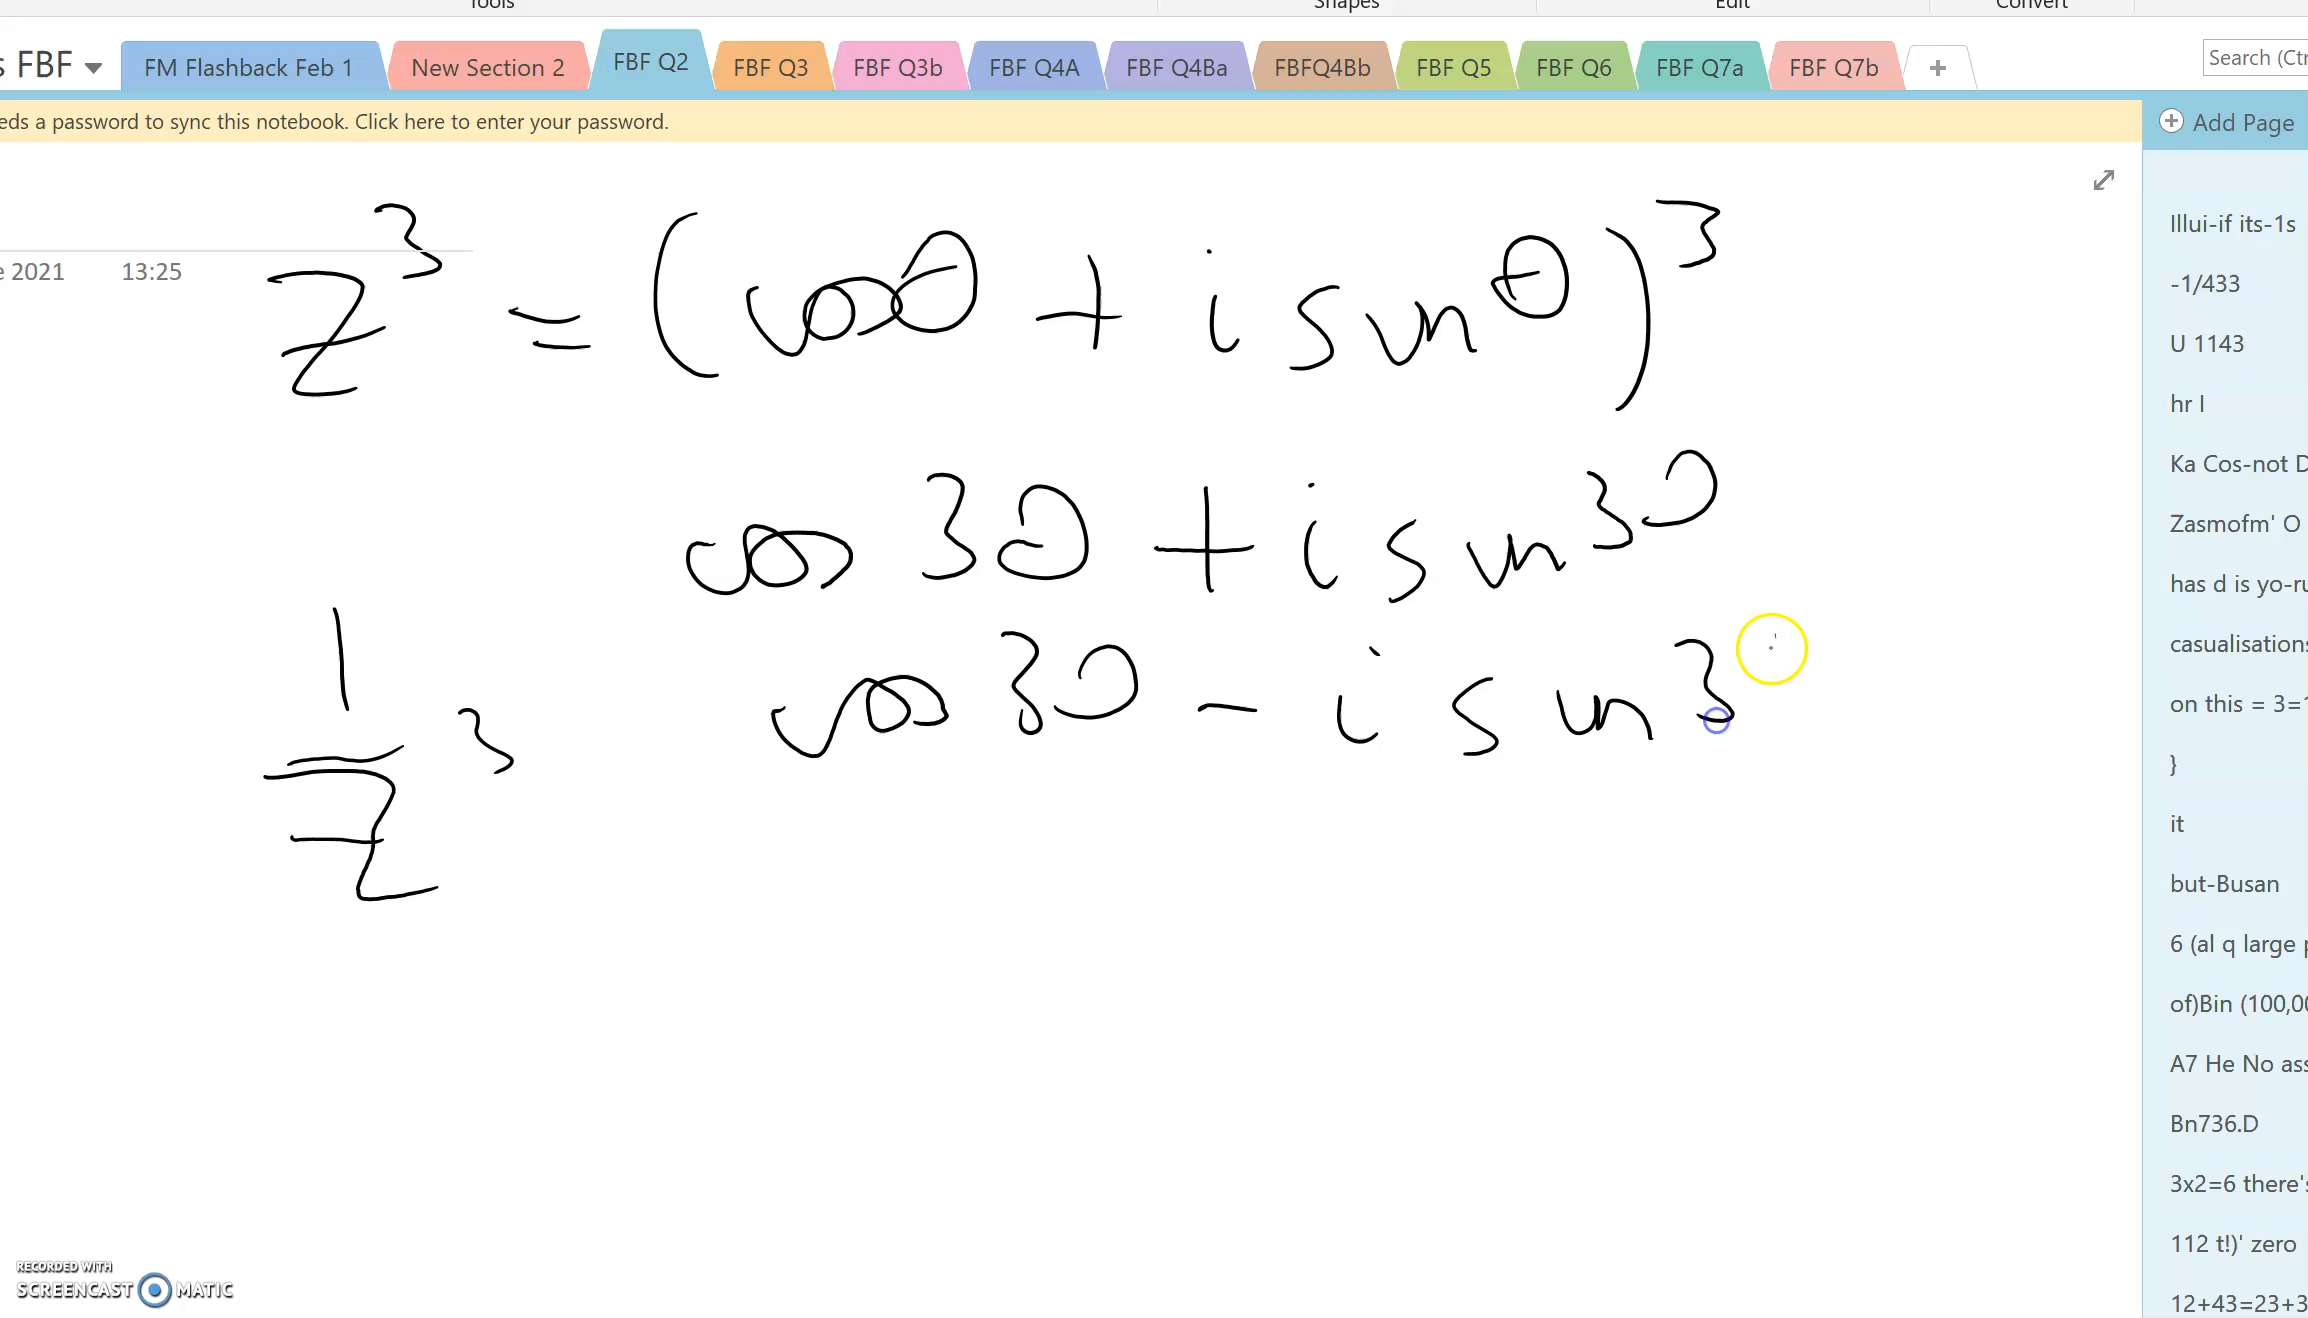 Tools Shapes Edit Convert
s FBF FM Flashback Feb 1 New Section 2 FBF Q2 FBF Q3 FBF Q3b FBF Q4A FBF Q4Ba FBFQ4Bb FBF Q5 FBF Q6 FBF Q7a FBF Q7b + Search (Ctr
eds a password to sync this notebook. Click here to enter your password.
Add Page
e 2021 13:25
z³ = (cosθ + i sinθ)³
cos3θ + i sin3θ
1/z³ cos3θ - i sin3
Illui-if its-1s
-1/433
U 1143
hr I
Ka Cos-not D
Zasmofm' O
has d is yo-ru
casualisations
on this = 3=1
}
it
but-Busan
6 (al q large p
of)Bin (100,00
A7 He No ass
Bn736.D
3x2=6 there's
112 t!)' zero
12+43=23+3
RECORDED WITH
SCREENCAST MATIC